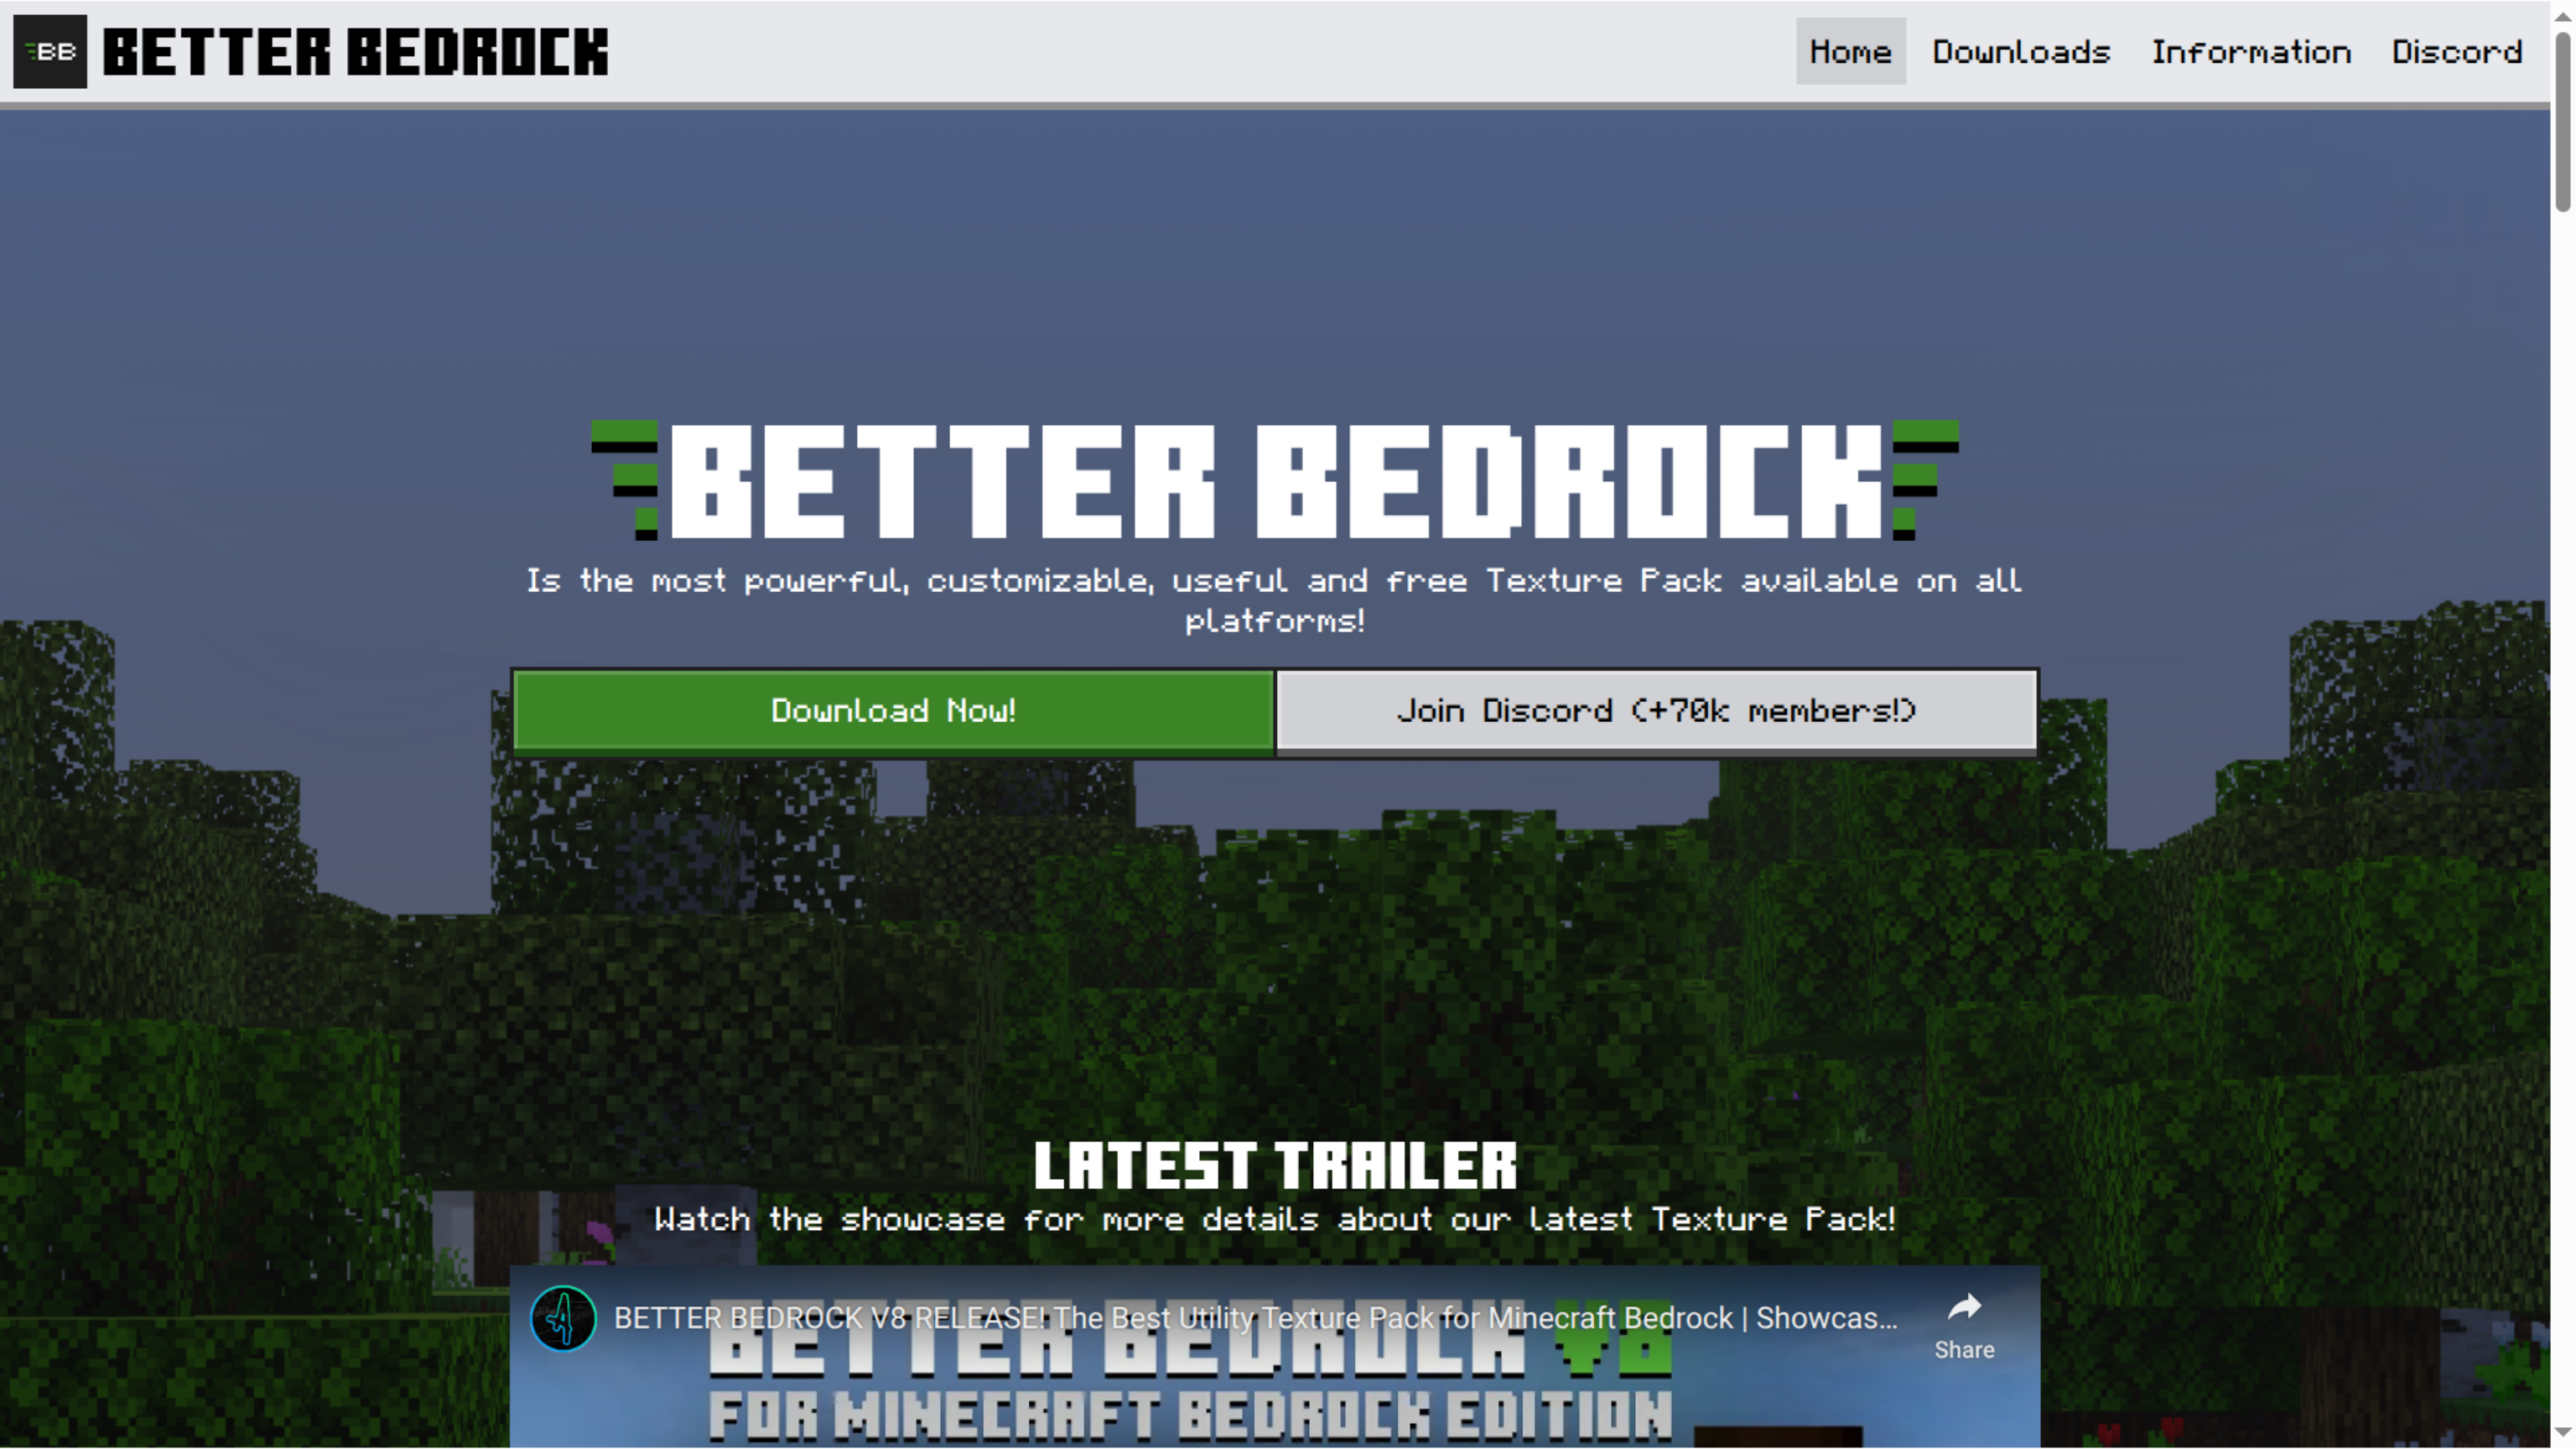 BB BETTER BEDROCK
Home Downloads Information Discord
BETTER BEDROCK
Is the most powerful, customizable, useful and free Texture Pack available on all
platforms!
Download Now! Join Discord (+70k members!)
LATEST TRAILER
Watch the showcase for more details about our latest Texture Pack!
BETTER BEDROCK V8 RELEASE! The Best Utility Texture Pack for Minecraft Bedrock | Showcas...
Share
BETTER BEDROCK V8
FOR MINECRAFT BEDROCK EDITION